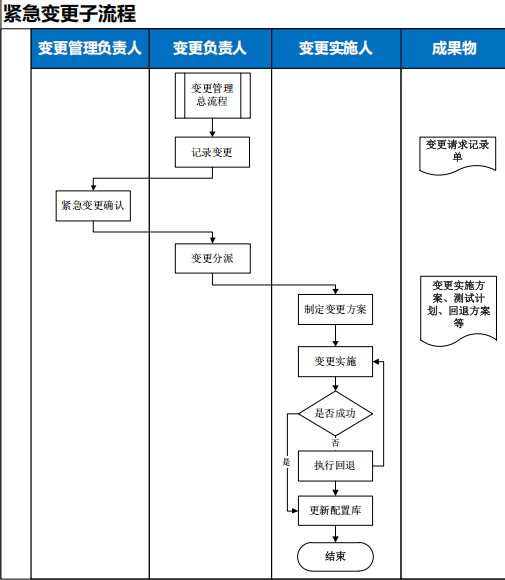 紧急变更子流程
变更管理负责人
变更负责人
变更实施人
成果物
变更管理
总流程
记录变更
变更请求记录
单
紧急变更确认
变更分派
制定变更方案
变更实施方
案、测试计
划、回退方案
等
变更实施
是否成功
否
是
执行回退
更新配置库
结束